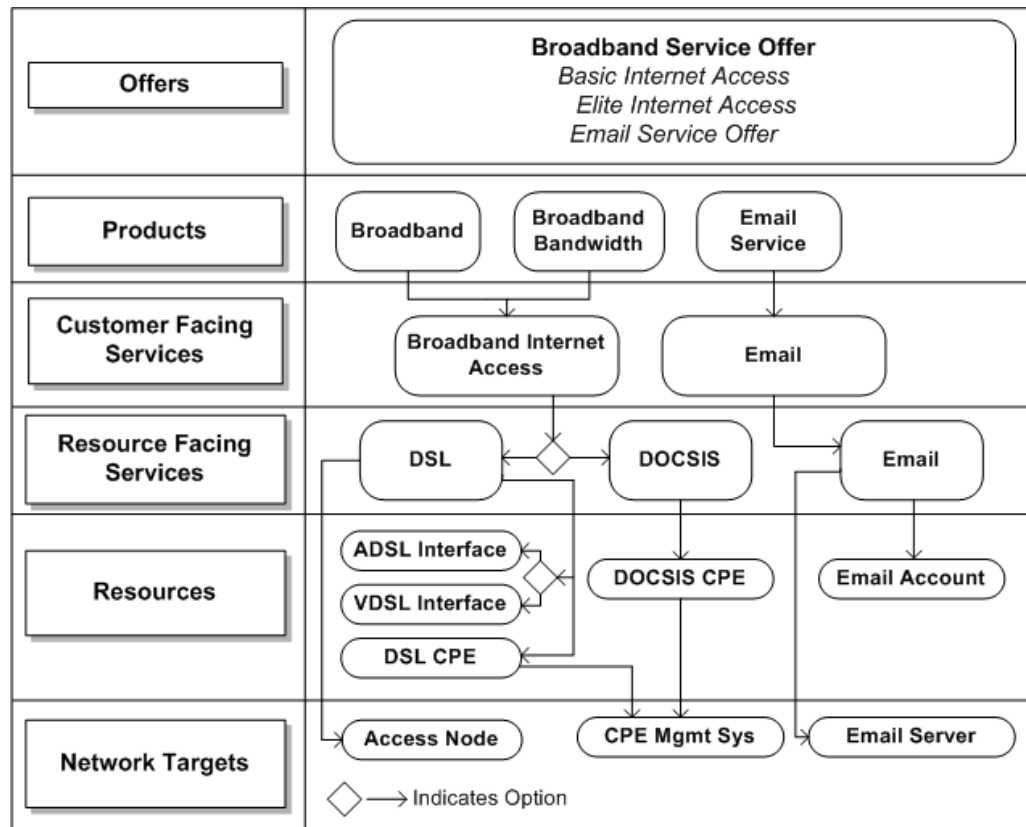 Offers
Broadband Service Offer
Basic Internet Access
Elite Internet Access
Email Service Offer
Products
Broadband
Broadband
Bandwidth
Email
Service
Customer Facing
Services
Broadband Internet
Access
Email
Resource Facing
Services
DSL
DOCSIS
Email
Resources
ADSL Interface
VDSL Interface
DSL CPE
DOCSIS CPE
Email Account
Network Targets
Access Node
CPE Mgmt Sys
Email Server
Indicates Option